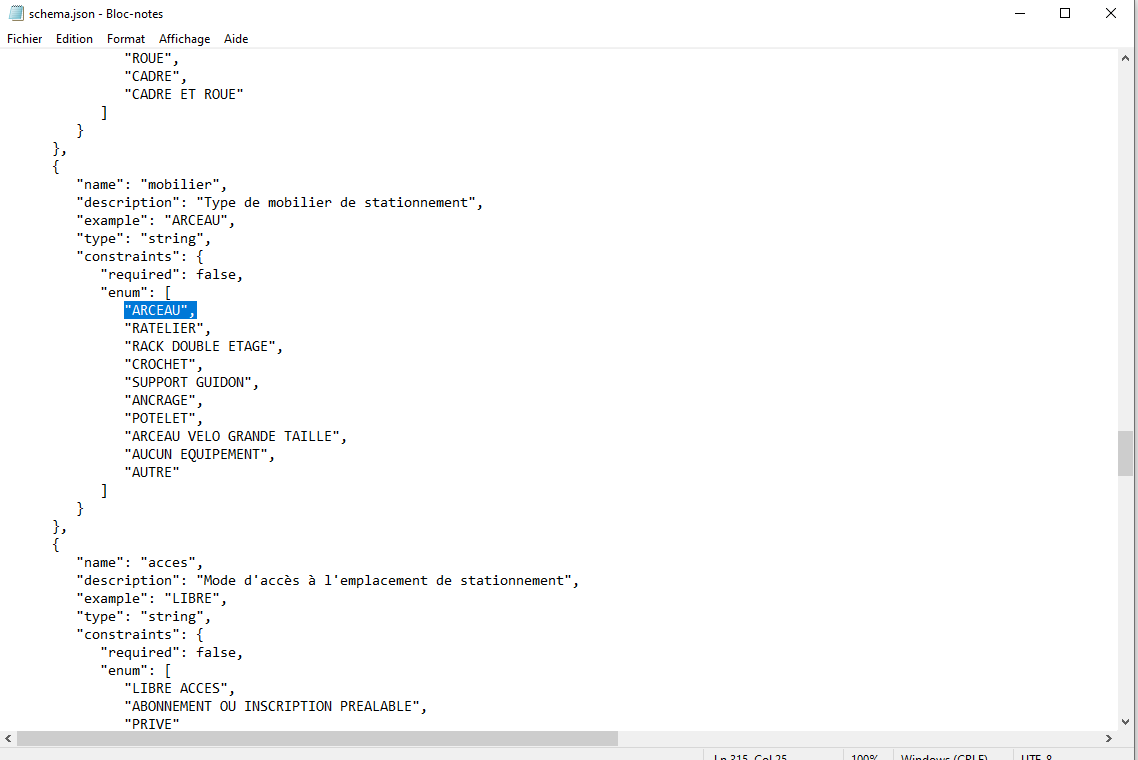 schema.json - Bloc-notes
Fichier Edition Format Affichage Aide
"ROUE",
"CADRE",
"CADRE ET ROUE"
]
}
},
{
"name": "mobilier",
"description": "Type de mobilier de stationnement",
"example": "ARCEAU",
"type": "string",
"constraints": {
"required": false,
"enum": [
"ARCEAU",
"RATELIER",
"RACK DOUBLE ETAGE",
"CROCHET",
"SUPPORT GUIDON",
"ANCRAGE",
"POTELET",
"ARCEAU VELO GRANDE TAILLE",
"AUCUN EQUIPEMENT",
"AUTRE"
]
}
},
{
"name": "acces",
"description": "Mode d'accès à l'emplacement de stationnement",
"example": "LIBRE",
"type": "string",
"constraints": {
"required": false,
"enum": [
"LIBRE ACCES",
"ABONNEMENT OU INSCRIPTION PREALABLE",
"PRIVE"
Ln 315, Col 25 100% Windows (CRLF) UTF-8